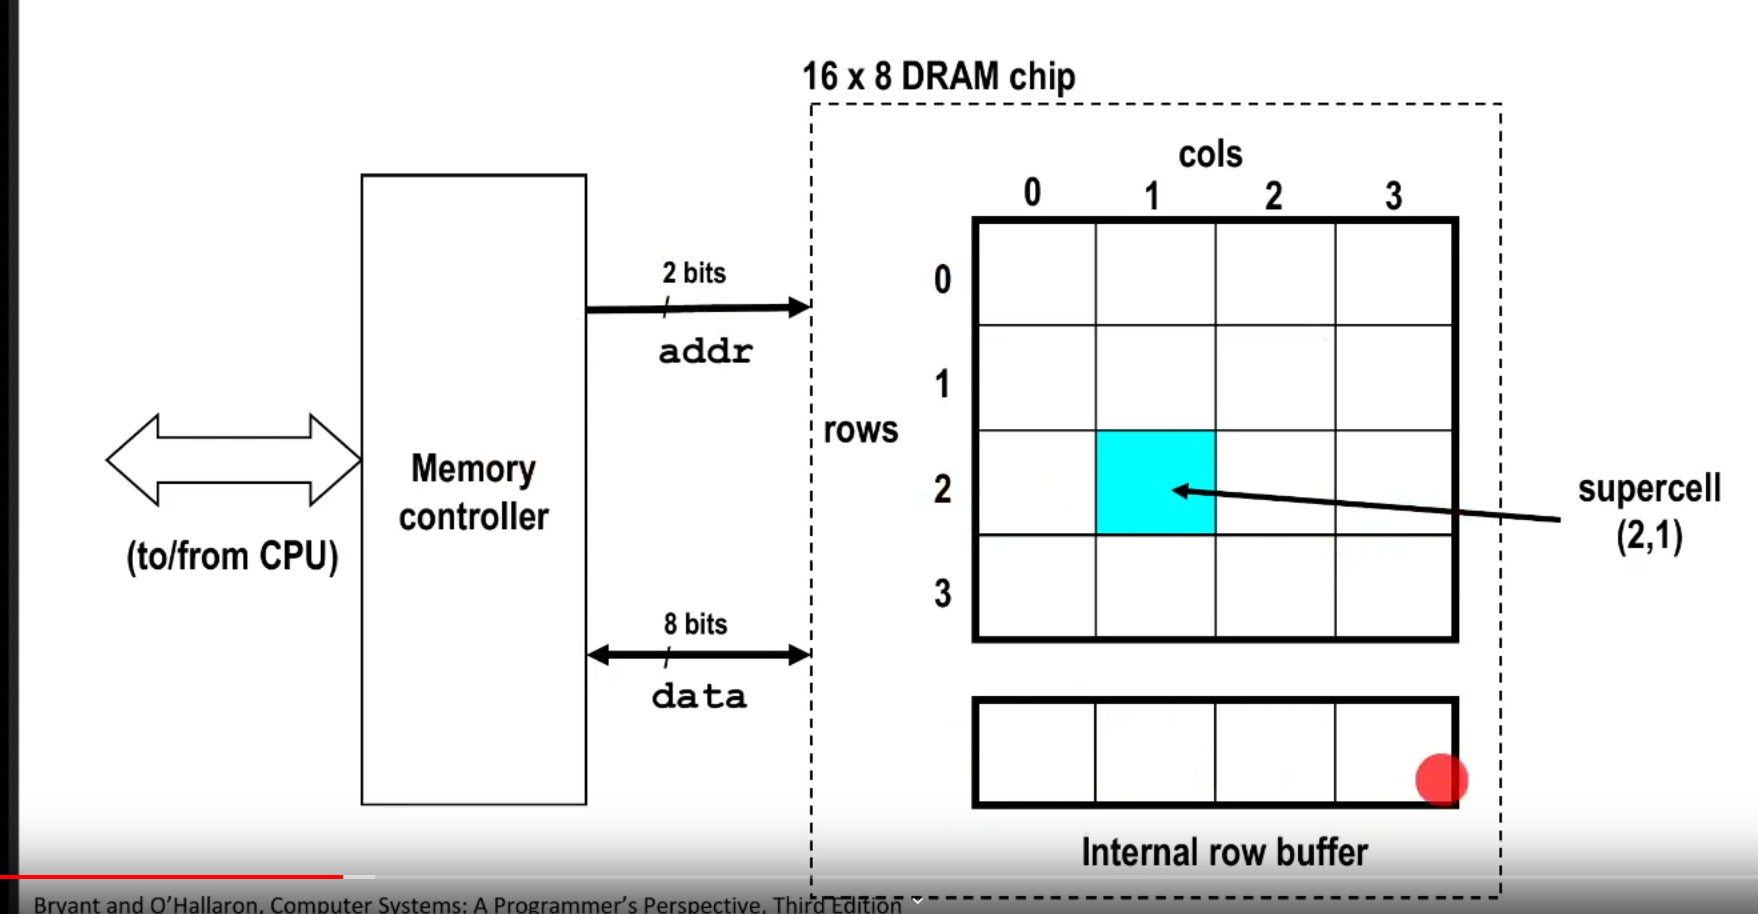 16 x 8 DRAM chip
cols
0 1 2 3
2 bits
addr
0
1
rows
Memory
controller
2
supercell
(2,1)
(to/from CPU)
3
8 bits
data
Internal row buffer
Bryant and O’Hallaron, Computer Systems: A Programmer’s Perspective, Third Edition